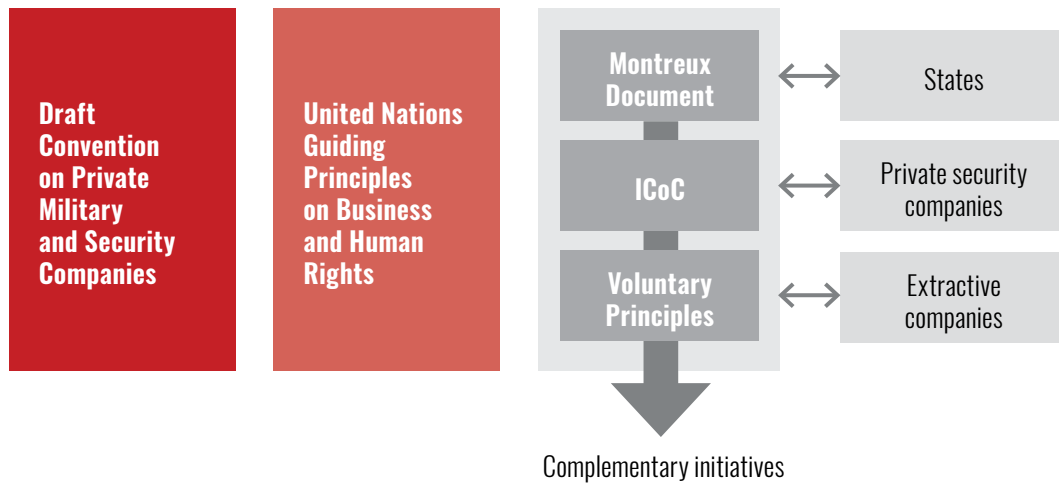 Draft
Convention
on Private
Military
and Security
Companies
United Nations
Guiding
Principles
on Business
and Human
Rights
Montreux
Document
States
ICoC
Private security
companies
Voluntary
Principles
Extractive
companies
Complementary initiatives